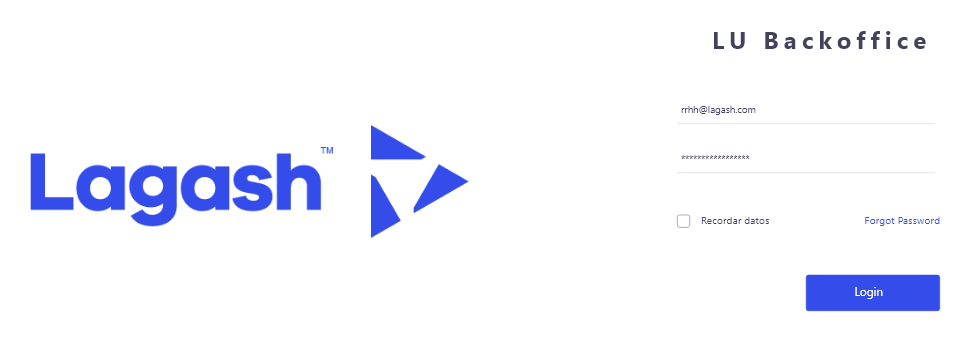 LU Backoffice
rrhh@lagash.com
*****************
Lagash™
Recordar datos
Forgot Password
Login